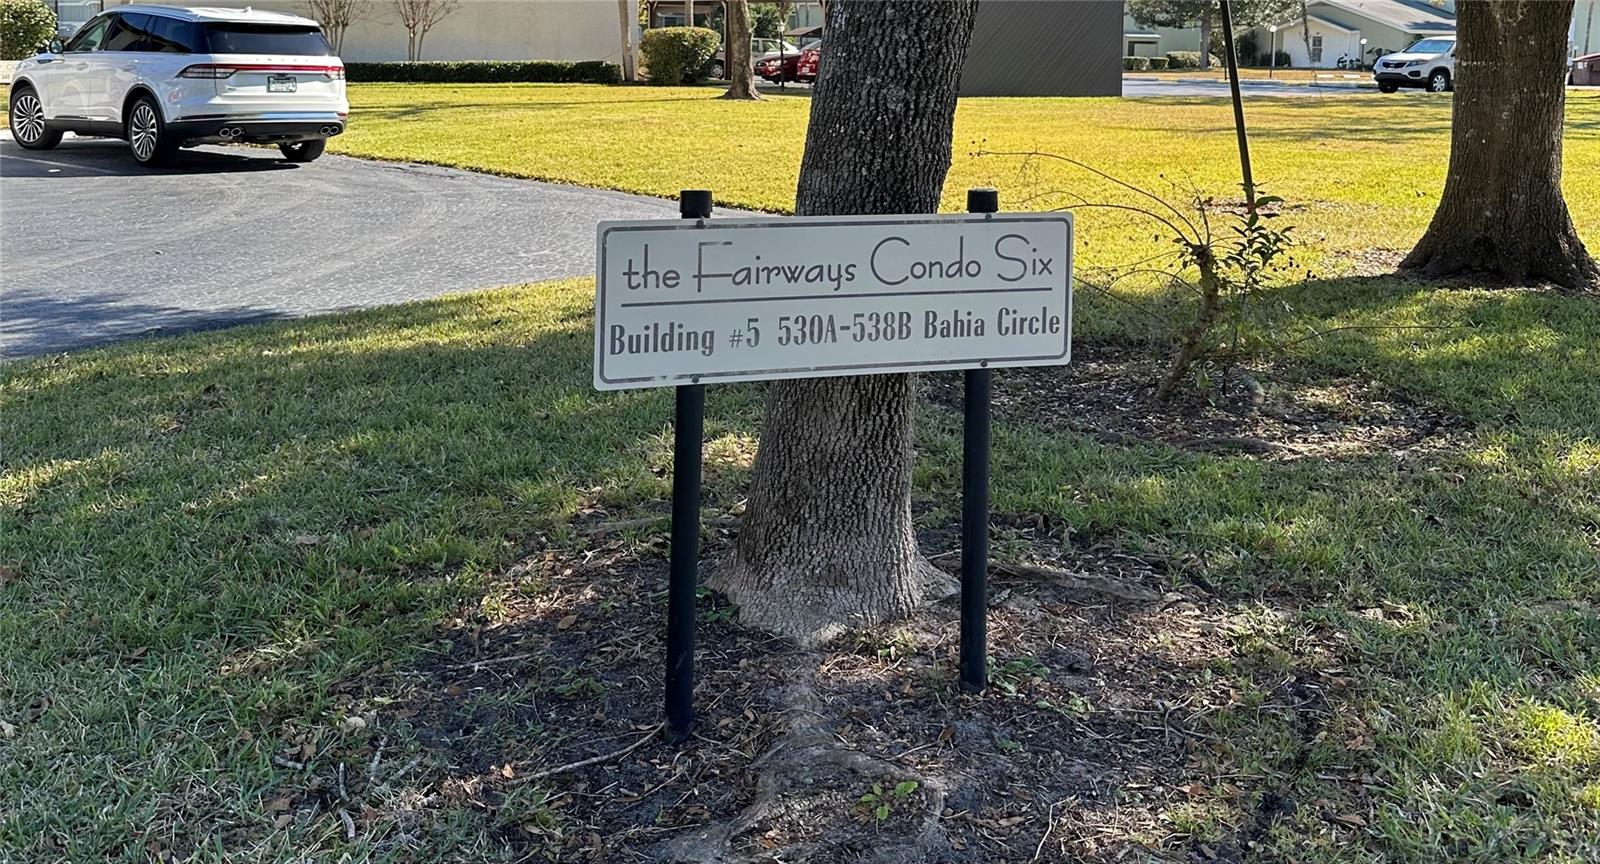 the Fairways Condo Six
Building #5 530A-538B Bahia Circle